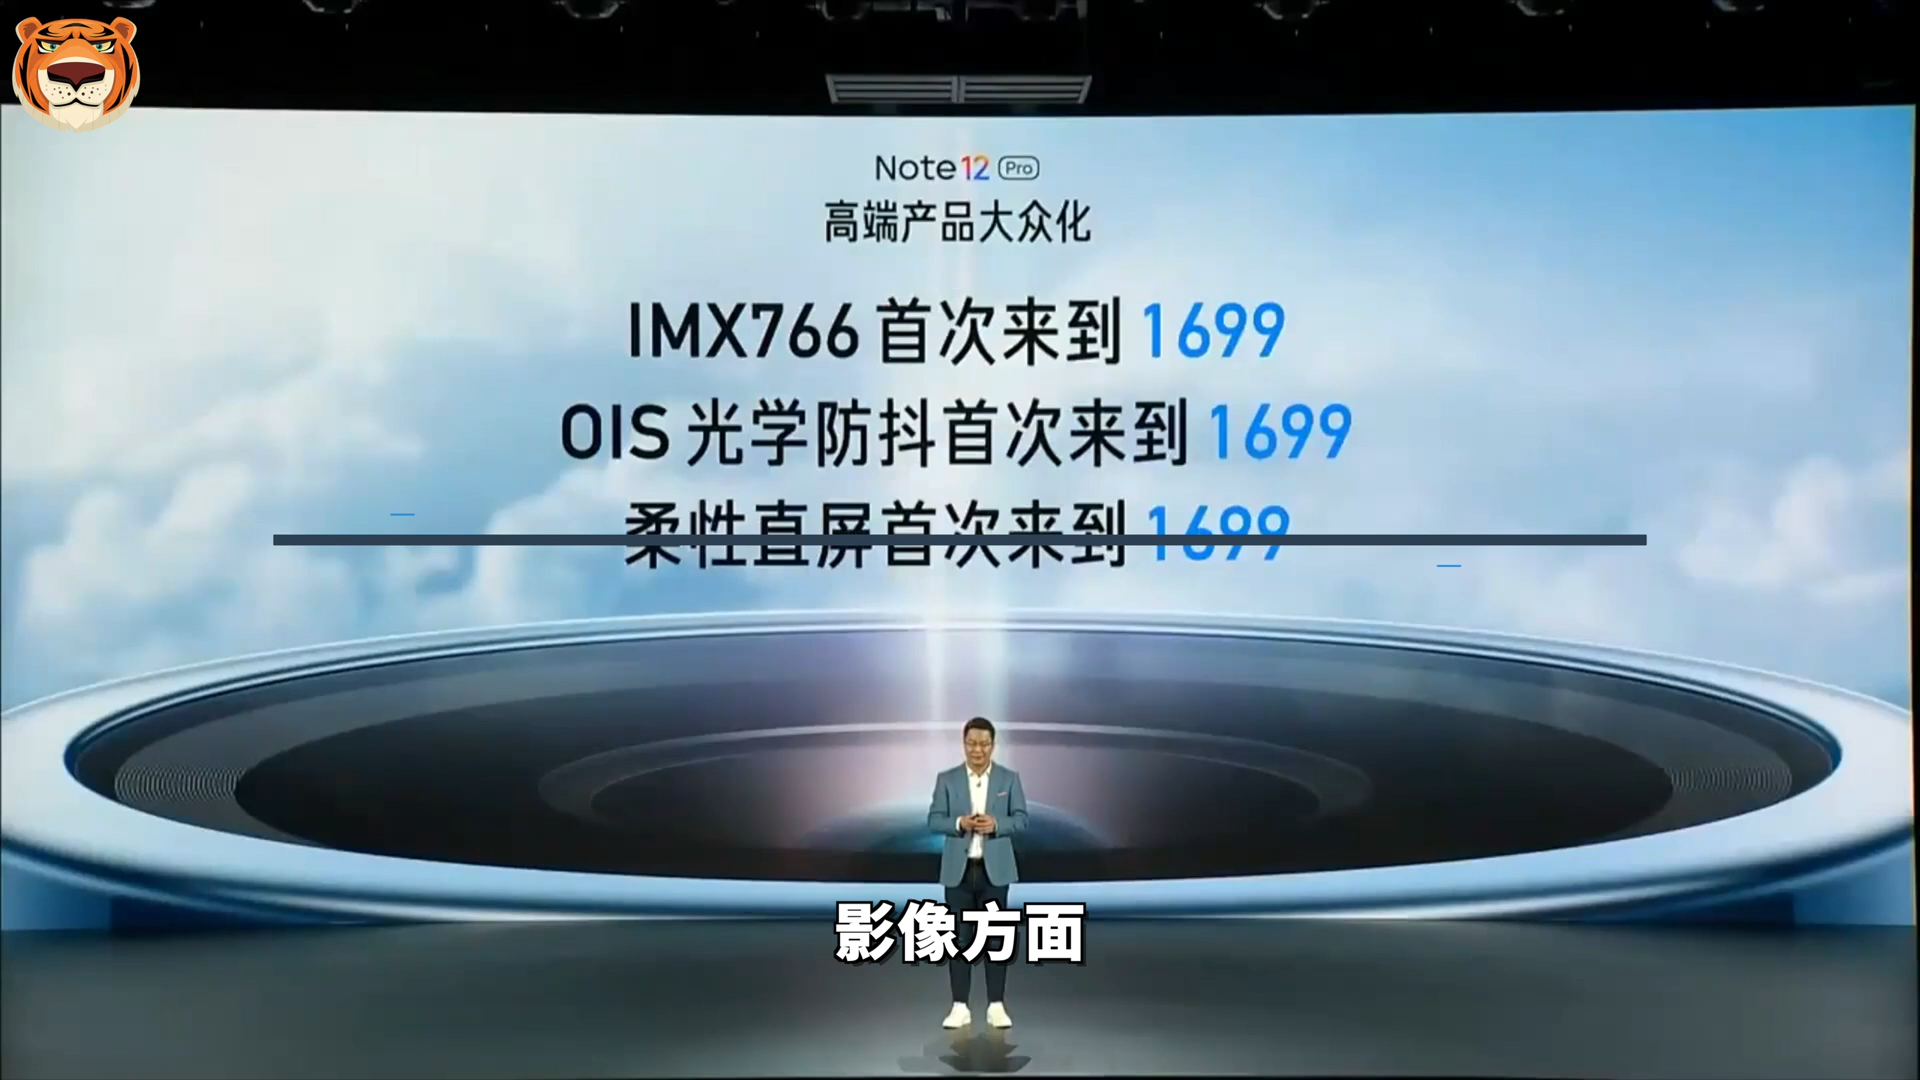 Note 12 Pro
高端产品大众化
IMX766 首次来到 1699
OIS 光学防抖首次来到 1699
柔性直屏首次来到 1699
影像方面